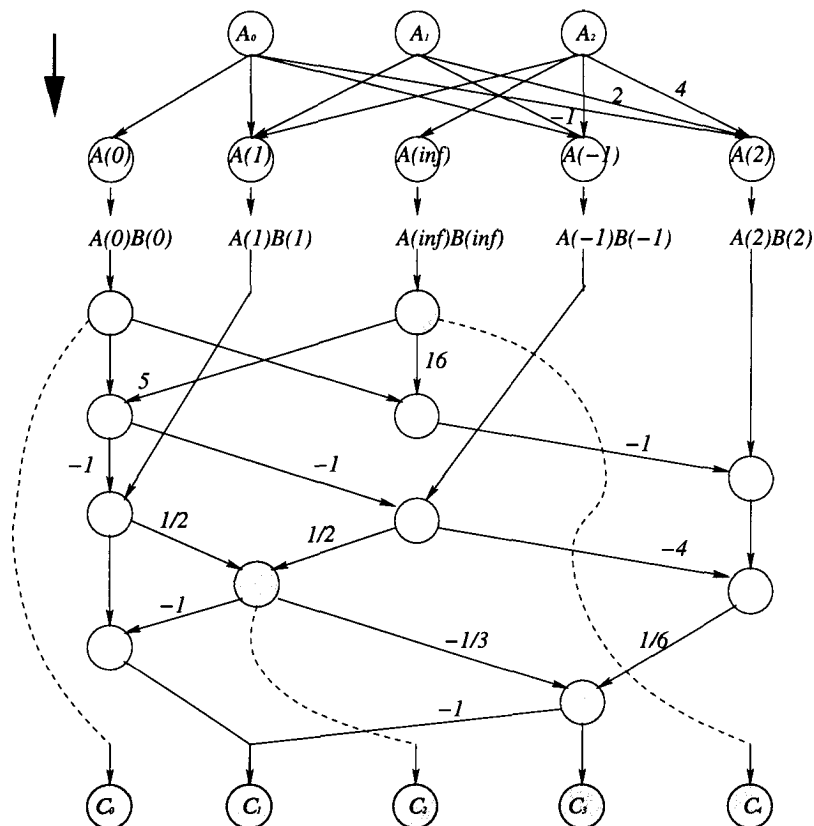 A₀ A₁ A₂
4
2
-1
A(0) A(1) A(inf) A(-1) A(2)
A(0)B(0) A(1)B(1) A(inf)B(inf) A(-1)B(-1) A(2)B(2)
5 16
-1 -1 -1
1/2 1/2 -4
-1 -1/3 1/6
-1
C₀ C₁ C₂ C₃ C₄